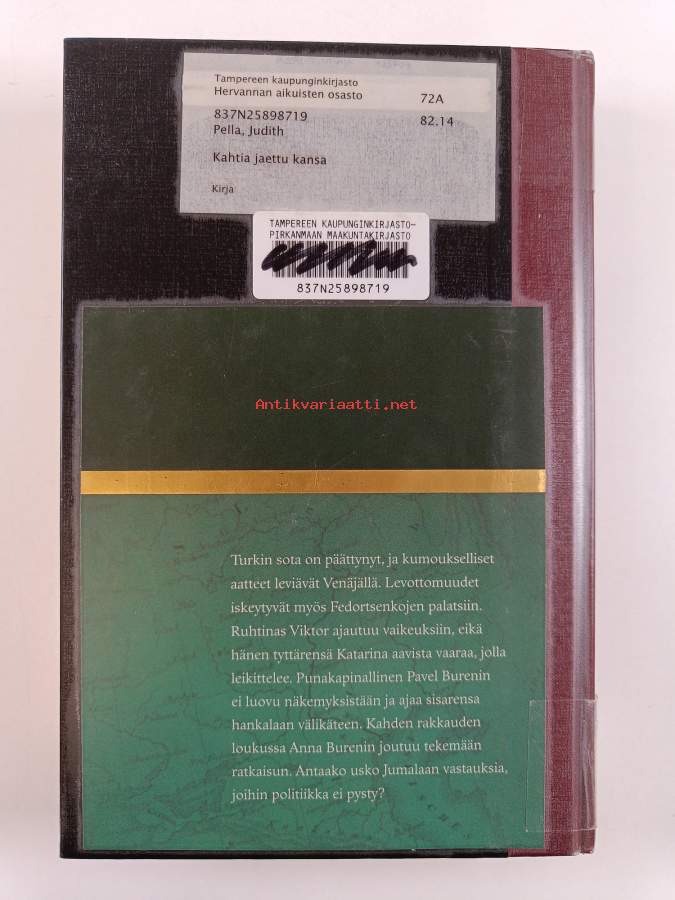 Tampereen kaupunginkirjasto
Hervannan aikuisten osasto 72A
837N25898719 82.14
Pella, Judith
Kahtia jaettu kansa
Kirja
TAMPEREEN KAUPUNGINKIRJASTO-
PIRKANMAAN MAAKUNTAKIRJASTO
837N25898719
Antikvariaatti.net
Turkin sota on päättynyt, ja kumoukselliset
aatteet leviävät Venäjällä. Levottomuudet
iskeytyvät myös Fedortsenkojen palatsiin.
Ruhtinas Viktor ajautuu vaikeuksiin, eikä
hänen tyttärensä Katarina aavista vaaraa, jolla
leikittelee. Punakapinallinen Pavel Burenin
ei luovu näkemyksistään ja ajaa sisarensa
hankalaan välikäteen. Kahden rakkauden
loukussa Anna Burenin joutuu tekemään
ratkaisun. Antaako usko Jumalaan vastauksia,
joihin politiikka ei pysty?